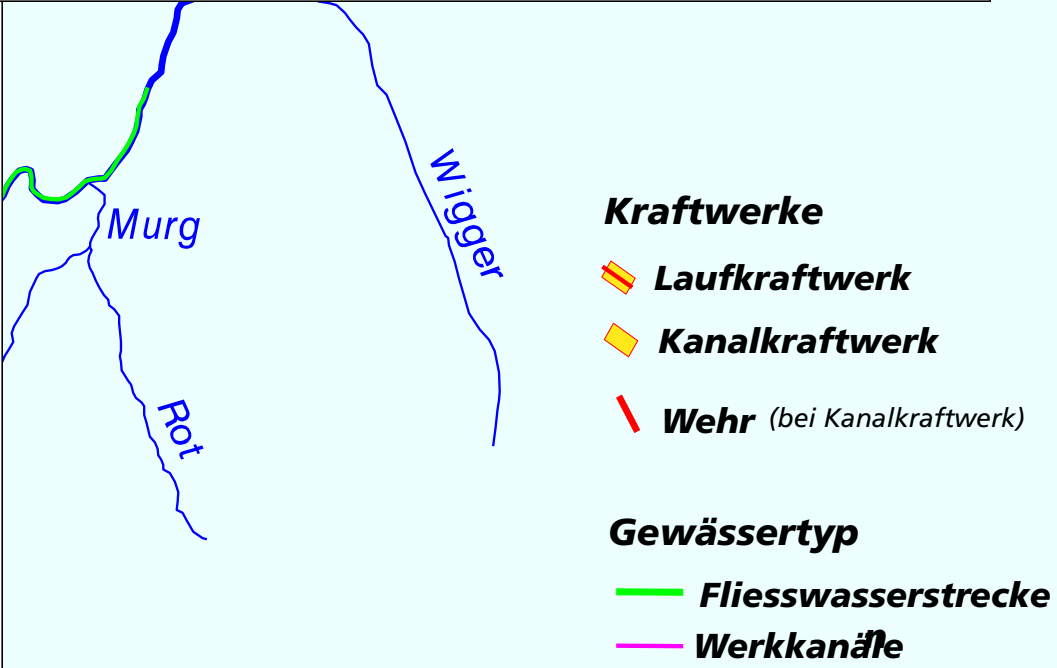 Wigger
Murg
Rot
Kraftwerke
Laufkraftwerk
Kanalkraftwerk
Wehr (bei Kanalkraftwerk)
Gewässertyp
Fliesswasserstrecke
n
Werkkanäle